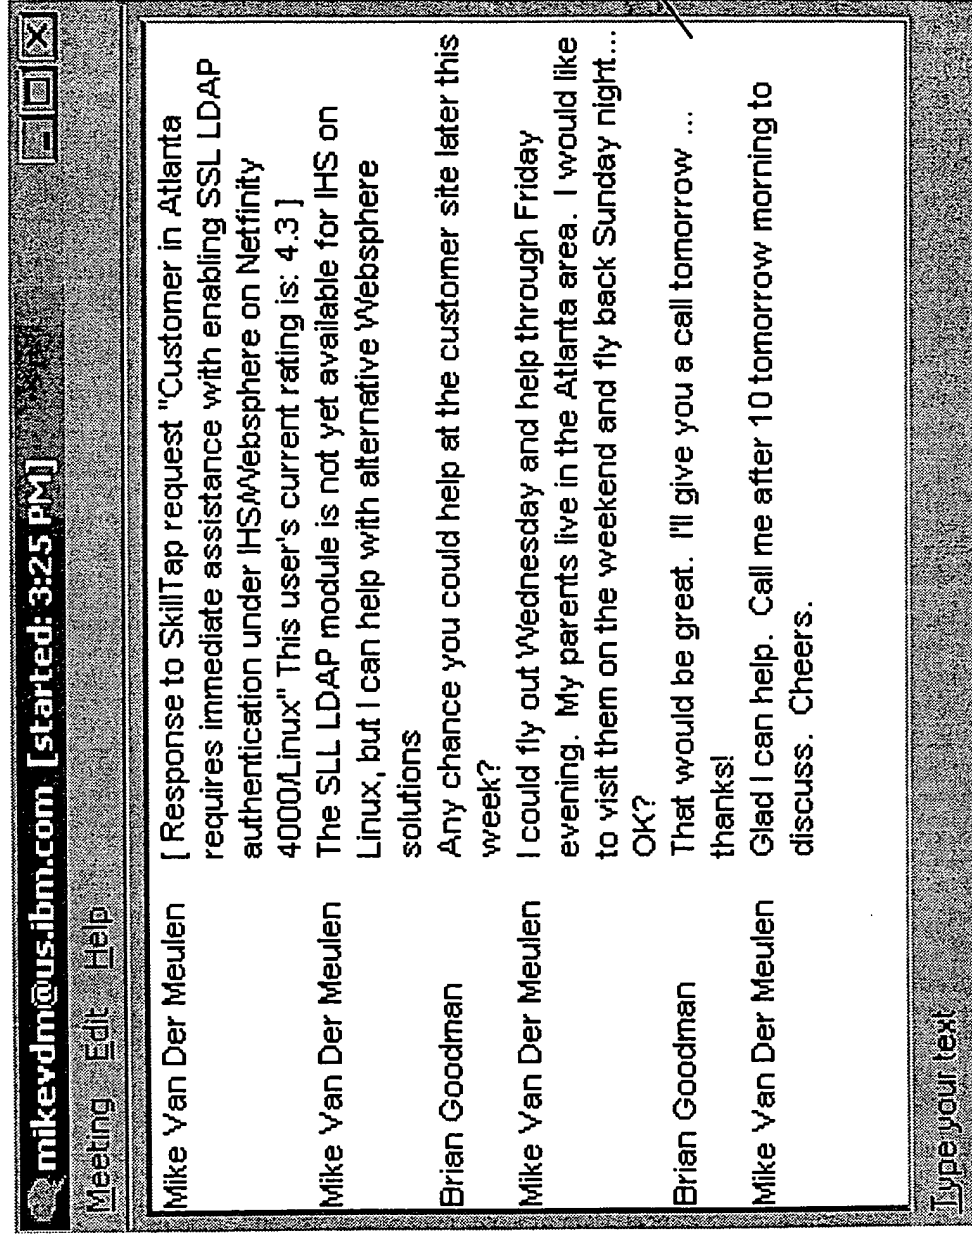 mikevdm@us.ibm.com [started: 3:25 PM]
Meeting Edit Help
Mike Van Der Meulen [ Response to SkillTap request "Customer in Atlanta
requires immediate assistance with enabling SSL LDAP
authentication under IHS/Websphere on Netfinity
4000/Linux" This user's current rating is: 4.3 ]
Mike Van Der Meulen The SLL LDAP module is not yet available for IHS on
Linux, but I can help with alternative Websphere
solutions
Brian Goodman Any chance you could help at the customer site later this
week?
Mike Van Der Meulen I could fly out Wednesday and help through Friday
evening. My parents live in the Atlanta area. I would like
to visit them on the weekend and fly back Sunday night...
OK?
Brian Goodman That would be great. I'll give you a call tomorrow ...
thanks!
Mike Van Der Meulen Glad I can help. Call me after 10 tomorrow morning to
discuss. Cheers.
Type your text